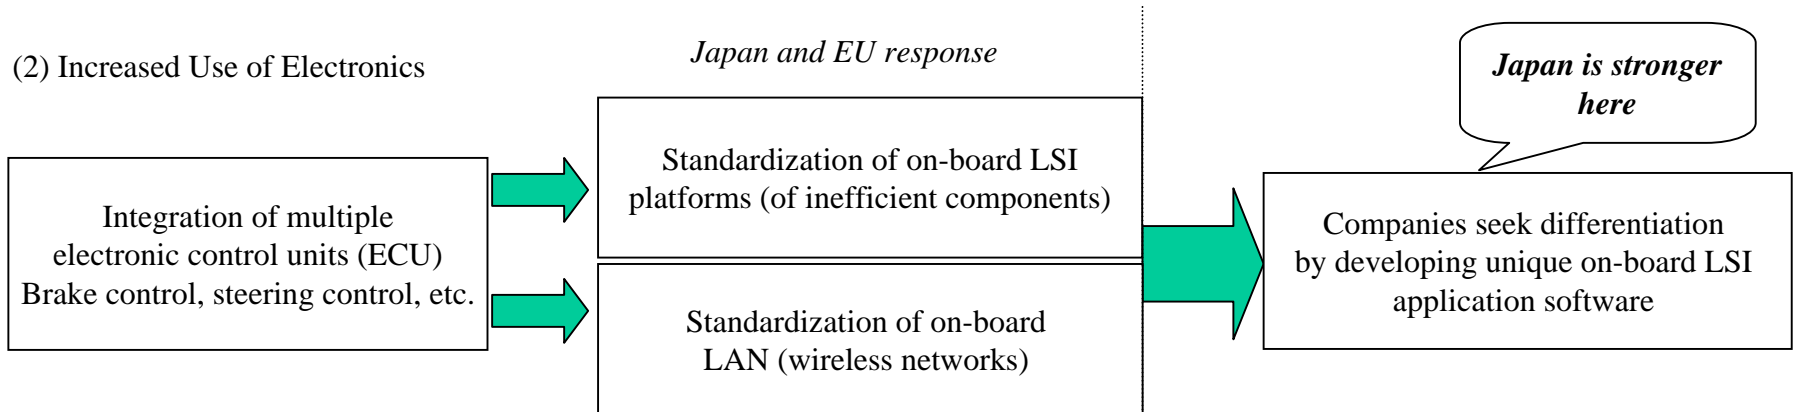 (2) Increased Use of Electronics
Japan and EU response
Japan is stronger
here
Integration of multiple
electronic control units (ECU)
Brake control, steering control, etc.
Standardization of on-board LSI
platforms (of inefficient components)
Standardization of on-board
LAN (wireless networks)
Companies seek differentiation
by developing unique on-board LSI
application software